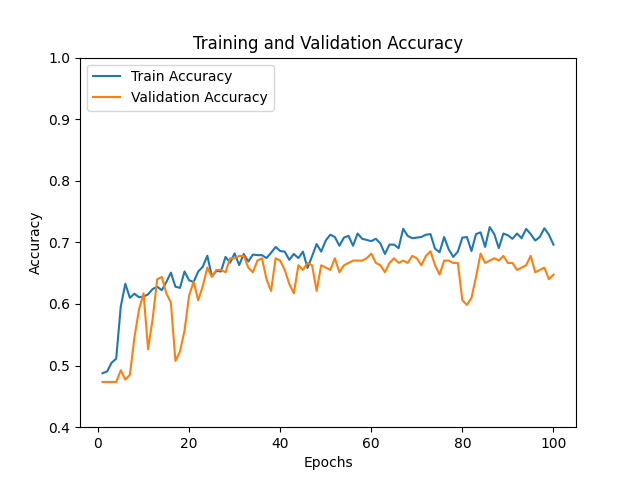 Training and Validation Accuracy
Train Accuracy
Validation Accuracy
Accuracy
1.0
0.9
0.8
0.7
0.6
0.5
0.4
0 20 40 60 80 100
Epochs